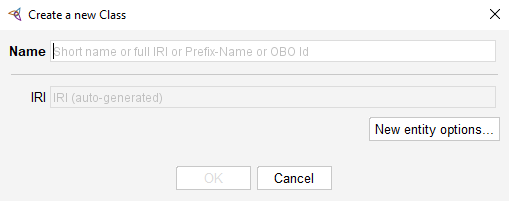 Create a new Class
Name Short name or full IRI or Prefix-Name or OBO Id
IRI IRI (auto-generated)
New entity options...
OK Cancel